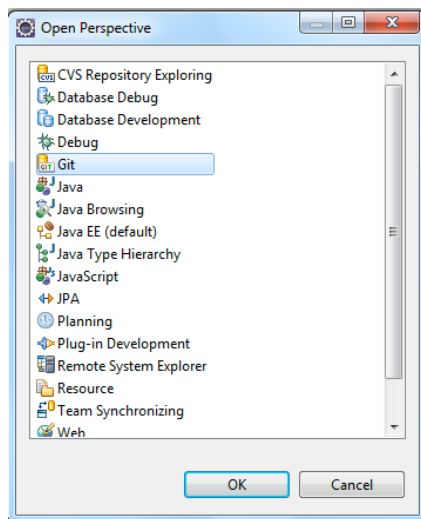 Open Perspective
CVS Repository Exploring
Database Debug
Database Development
Debug
GIT Git
Java
Java Browsing
Java EE (default)
Java Type Hierarchy
JavaScript
JPA
Planning
Plug-in Development
Remote System Explorer
Resource
Team Synchronizing
Web
OK Cancel